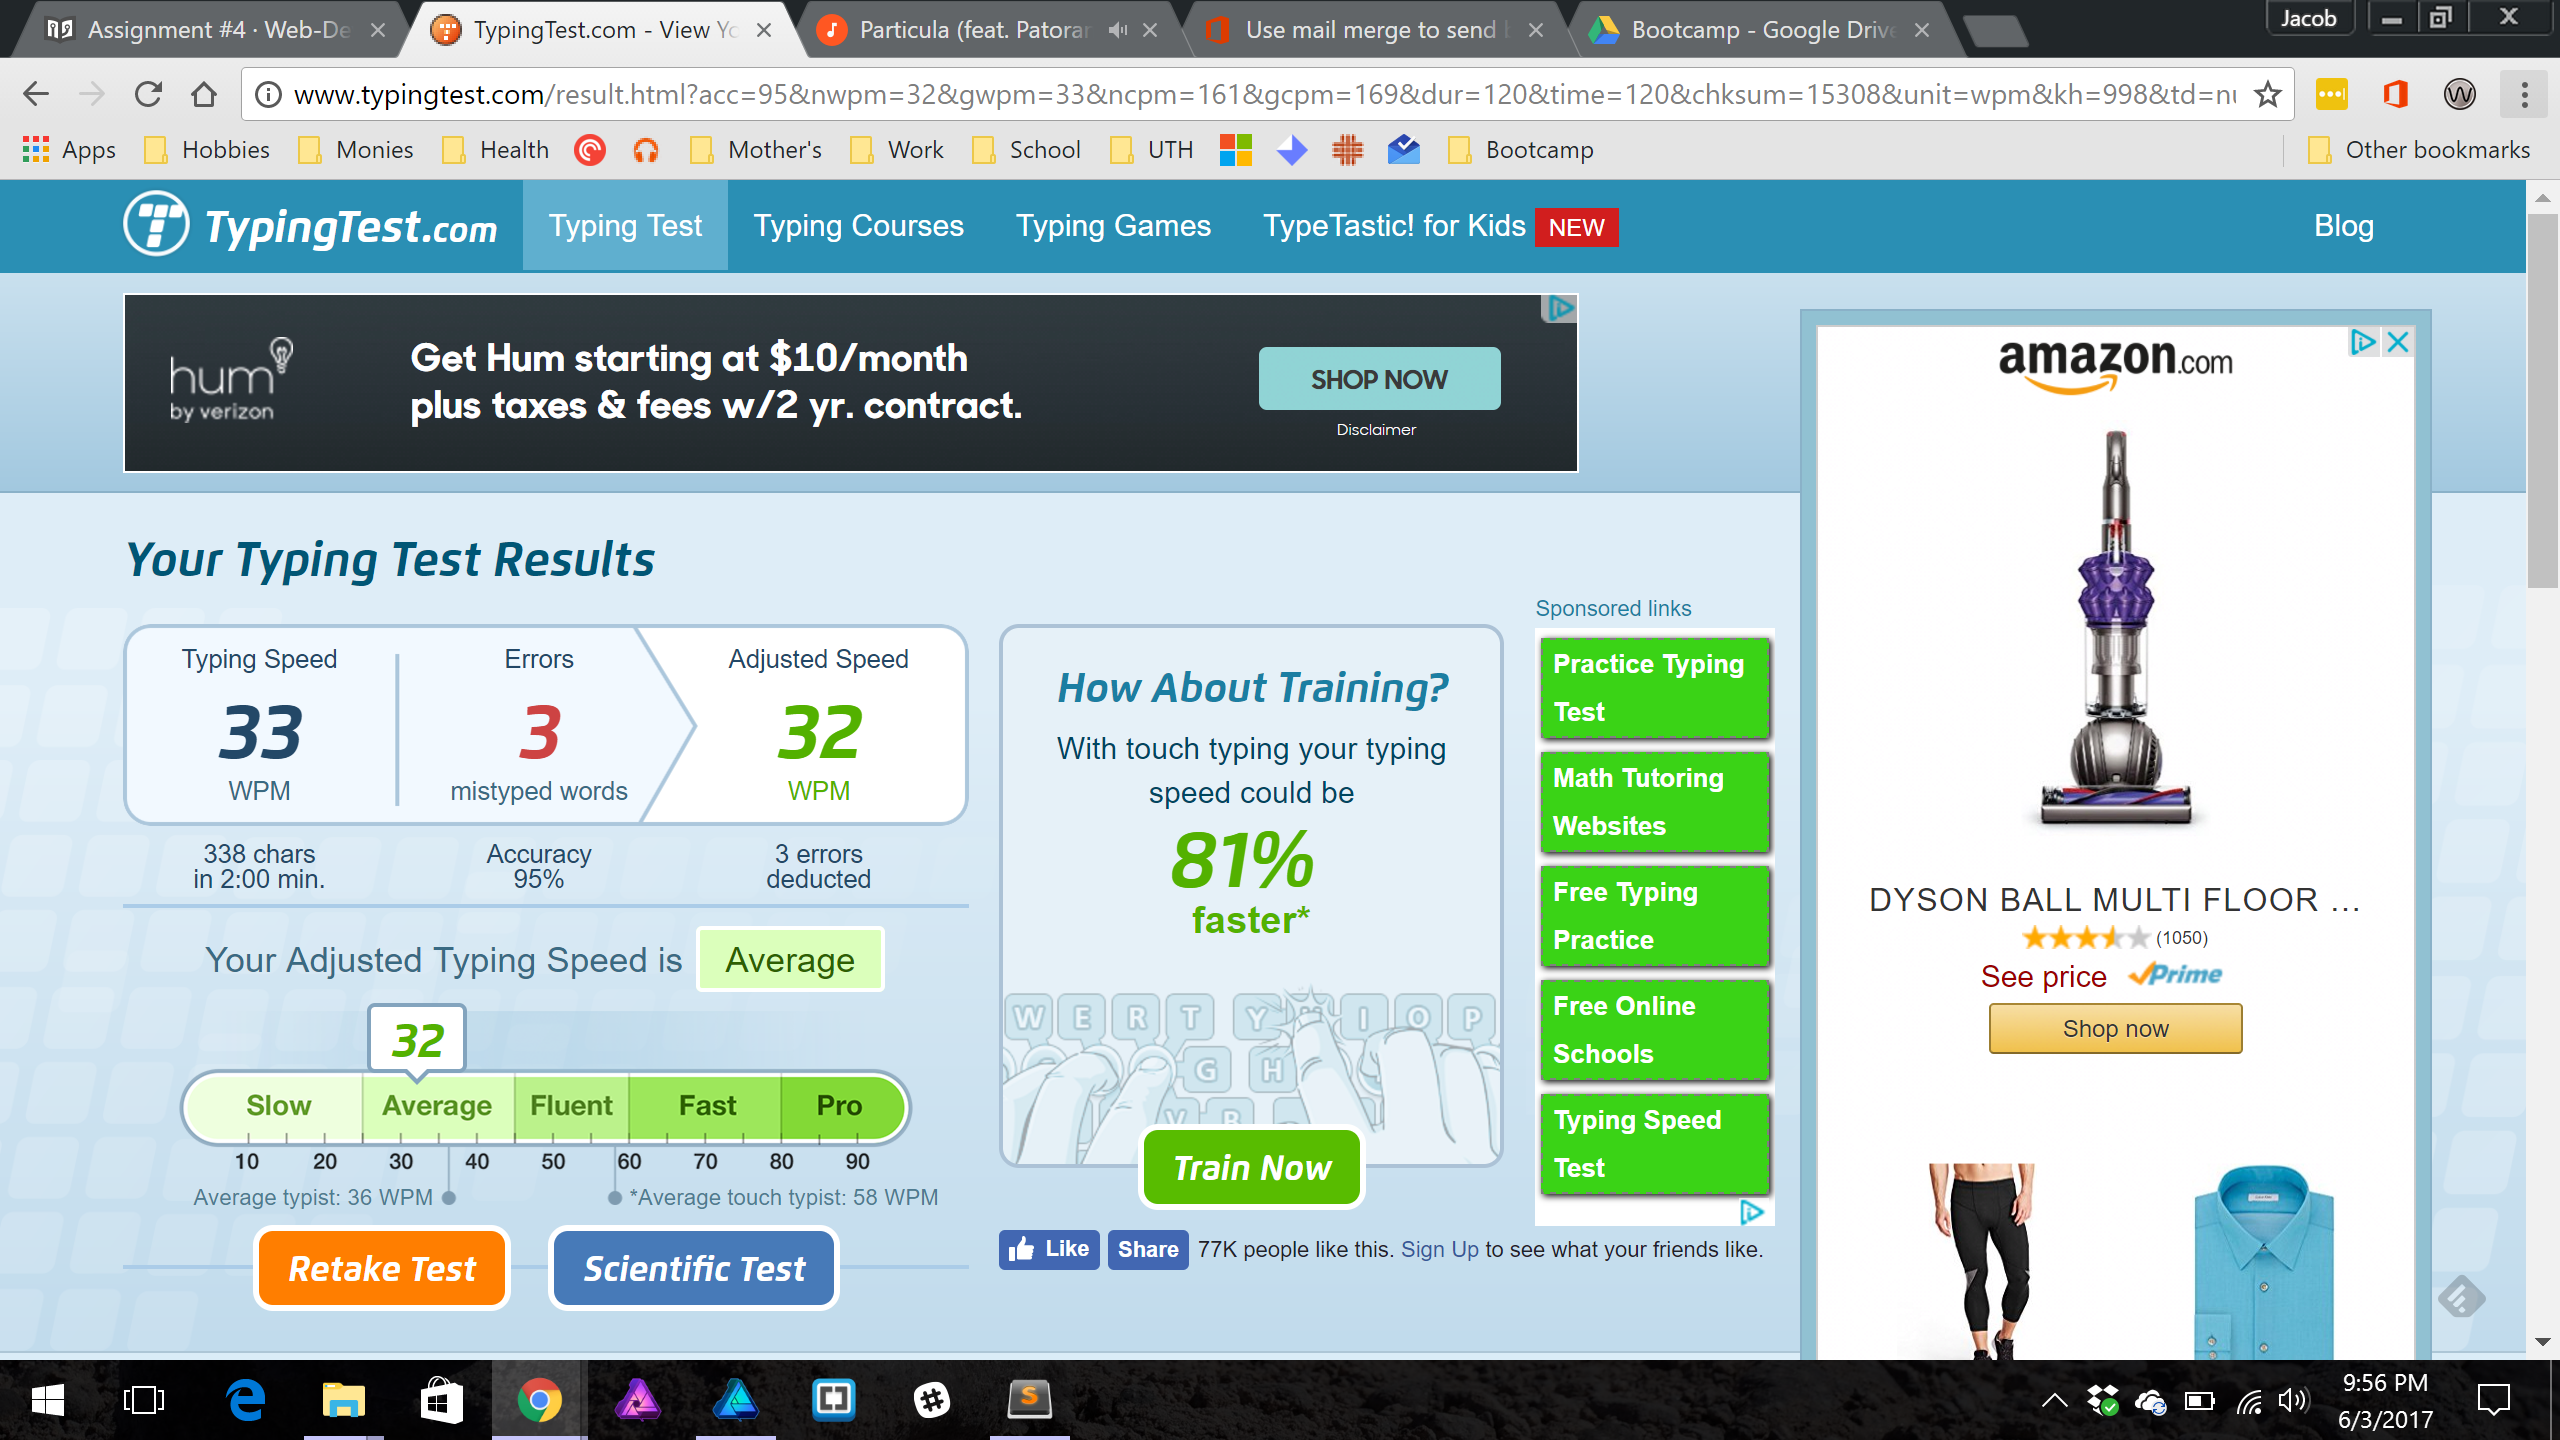 Assignment #4 · Web-De
TypingTest.com - View Yo
Particula (feat. Patoran
Use mail merge to send b
Bootcamp - Google Drive
Jacob
www.typingtest.com/result.html?acc=95&nwpm=32&gwpm=33&ncpm=161&gcpm=169&dur=120&time=120&chksum=15308&unit=wpm&kh=998&td=nu
Apps
Hobbies
Monies
Health
Mother's
Work
School
UTH
Bootcamp
Other bookmarks
TypingTest.com
Typing Test
Typing Courses
Typing Games
TypeTastic! for Kids NEW
Blog
hum
by verizon
Get Hum starting at $10/month
plus taxes & fees w/2 yr. contract.
SHOP NOW
Disclaimer
Your Typing Test Results
Typing Speed
33
WPM
338 chars
in 2:00 min.
Errors
3
mistyped words
Accuracy
95%
Adjusted Speed
32
WPM
3 errors
deducted
Your Adjusted Typing Speed is Average
32
Slow Average Fluent Fast Pro
10 20 30 40 50 60 70 80 90
Average typist: 36 WPM
*Average touch typist: 58 WPM
Retake Test
Scientific Test
How About Training?
With touch typing your typing
speed could be
81%
faster*
W E R T Y I O P
G H
V B
Train Now
Like
Share
77K people like this. Sign Up to see what your friends like.
Sponsored links
Practice Typing
Test
Math Tutoring
Websites
Free Typing
Practice
Free Online
Schools
Typing Speed
Test
amazon.com
DYSON BALL MULTI FLOOR ...
(1050)
See price Prime
Shop now
9:56 PM
6/3/2017